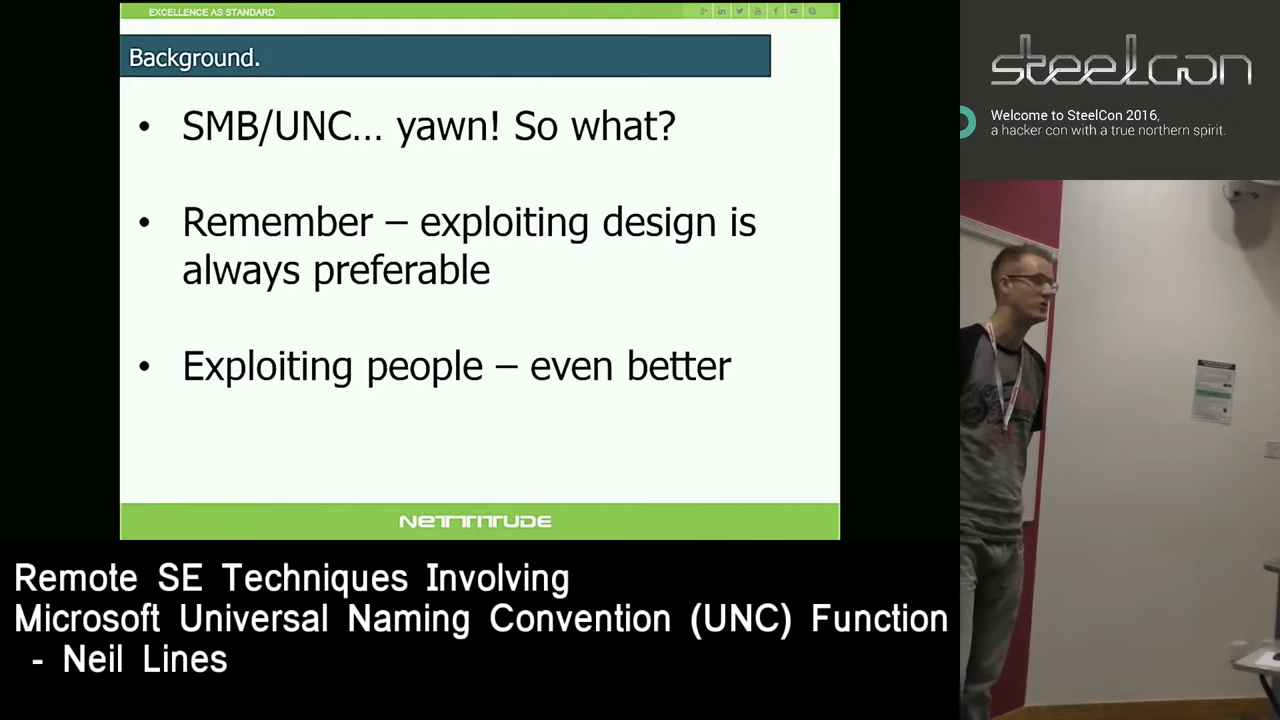 EXCELLENCE AS STANDARD
Background.
• SMB/UNC... yawn! So what?
• Remember – exploiting design is
always preferable
• Exploiting people – even better
NETTITUDE
steelcon
Welcome to SteelCon 2016,
a hacker con with a true northern spirit.
Remote SE Techniques Involving
Microsoft Universal Naming Convention (UNC) Function
- Neil Lines